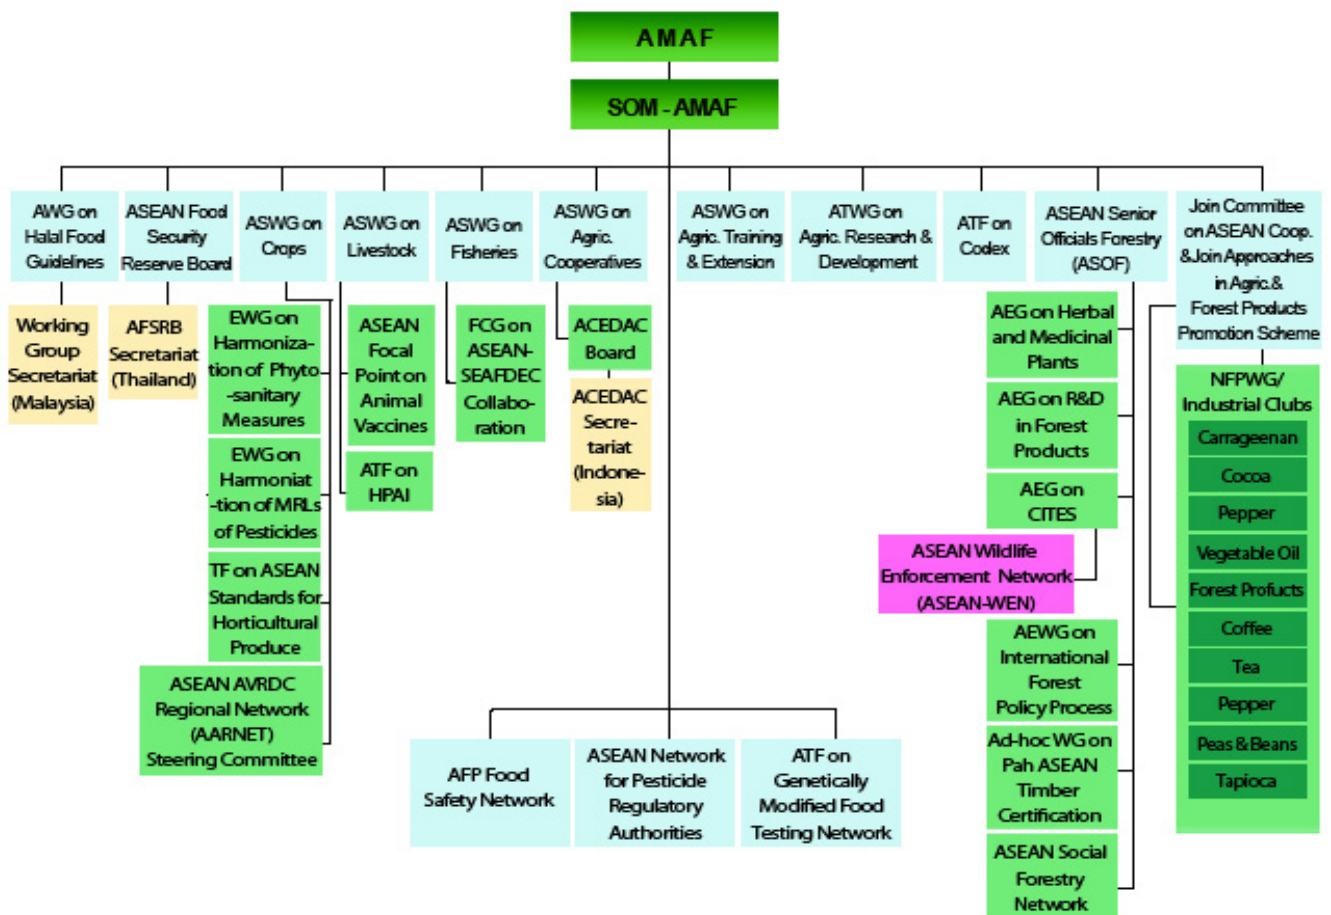 AMAF
SOM - AMAF
AWG on
Halal Food
Guidelines
ASEAN Food
Security
Reserve Board
ASWG on
Crops
ASWG on
Livestock
ASWG on
Fisheries
ASWG on
Agric.
Cooperatives
ASWG on
Agric. Training
& Extension
ATWG on
Agric. Research &
Development
ATF on
Codex
ASEAN Senior
Officials Forestry
(ASOF)
Join Committee
on ASEAN Coop.
&Join Approaches
in Agric.&
Forest Products
Promotion Scheme
Working
Group
Secretariat
(Malaysia)
AFSRB
Secretariat
(Thailand)
EWG on
Harmoniza-
tion of Phyto
-sanitary
Measures
EWG on
Harmoniat
-tion of MRLs
of Pesticides
TF on ASEAN
Standards for
Horticultural
Produce
ASEAN AVRDC
Regional Network
(AARNET)
Steering Committee
ASEAN
Focal
Point on
Animal
Vaccines
ATF on
HPAI
FCG on
ASEAN-
SEAFDEC
Collabo-
ration
ACEDAC
Board
ACEDAC
Secre-
tariat
(Indone-
sia)
AEG on Herbal
and Medicinal
Plants
AEG on R&D
in Forest
Products
AEG on
CITES
ASEAN Wildlife
Enforcement Network
(ASEAN-WEN)
AEWG on
International
Forest
Policy Process
Ad-hoc WG on
Pah ASEAN
Timber
Certification
ASEAN Social
Forestry
Network
NFPWG/
Industrial Clubs
Carrageenan
Cocoa
Pepper
Vegetable Oil
Forest Profucts
Coffee
Tea
Pepper
Peas & Beans
Tapioca
AFP Food
Safety Network
ASEAN Network
for Pesticide
Regulatory
Authorities
ATF on
Genetically
Modified Food
Testing Network